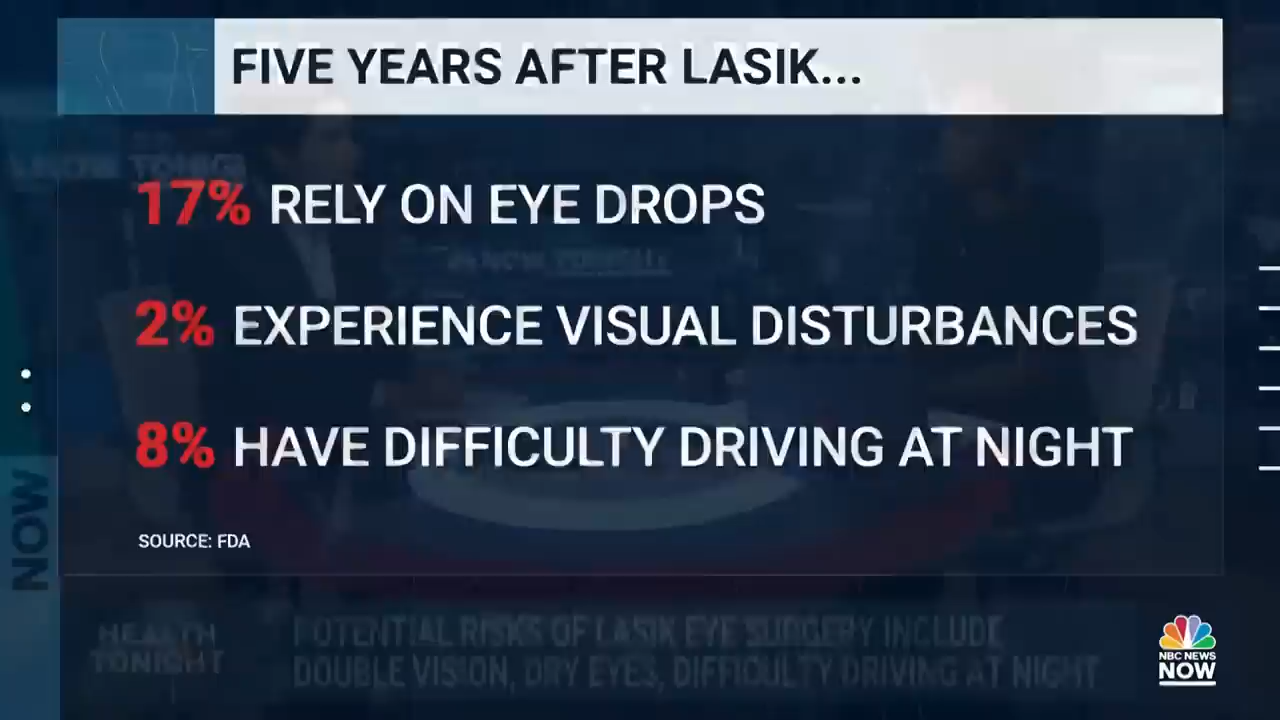 FIVE YEARS AFTER LASIK...
17% RELY ON EYE DROPS
2% EXPERIENCE VISUAL DISTURBANCES
8% HAVE DIFFICULTY DRIVING AT NIGHT
SOURCE: FDA
NOW
HEALTH
TONIGHT
POTENTIAL RISKS OF LASIK EYE SURGERY INCLUDE
DOUBLE VISION, DRY EYES, DIFFICULTY DRIVING AT NIGHT
NBC NEWS
NOW